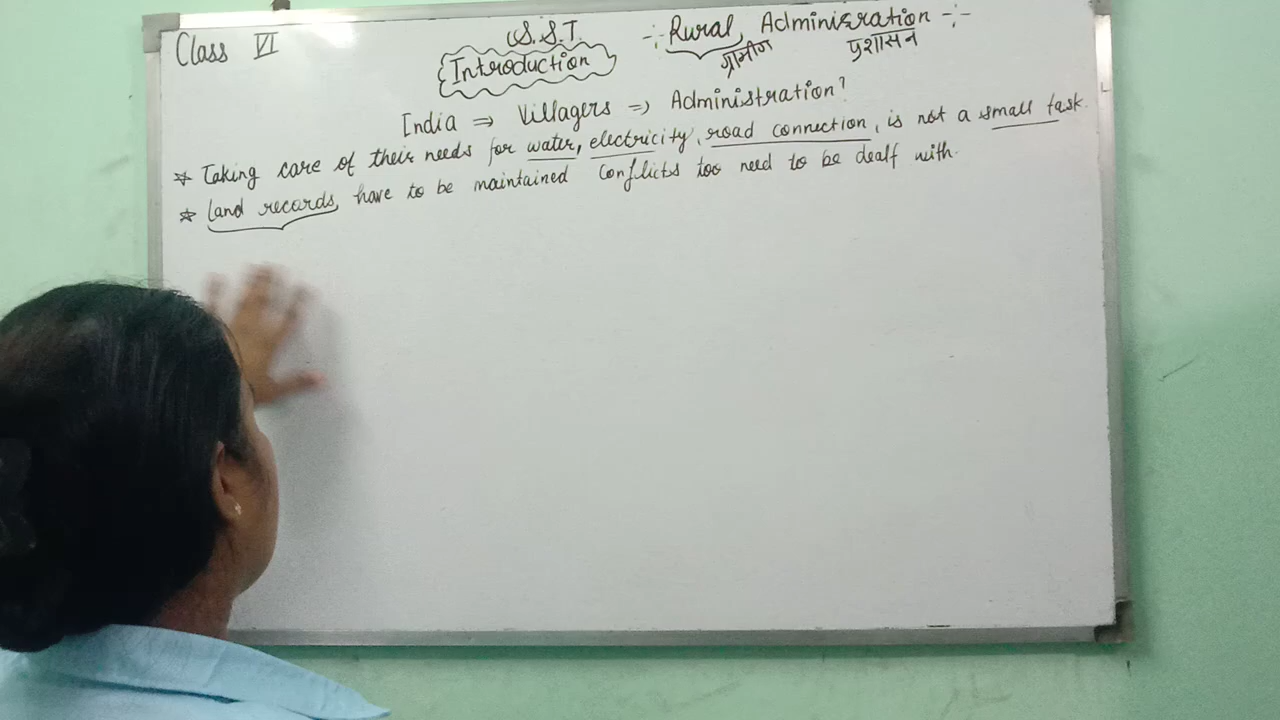 Class VI
S.S.T.
-:- Rural Administration -:-
ग्रामीण प्रशासन
Introduction
India ⇒ Villagers ⇒ Administration?
☆ Taking care of their needs for water, electricity, road connection, is not a small task.
☆ Land records, have to be maintained conflicts too need to be dealt with.